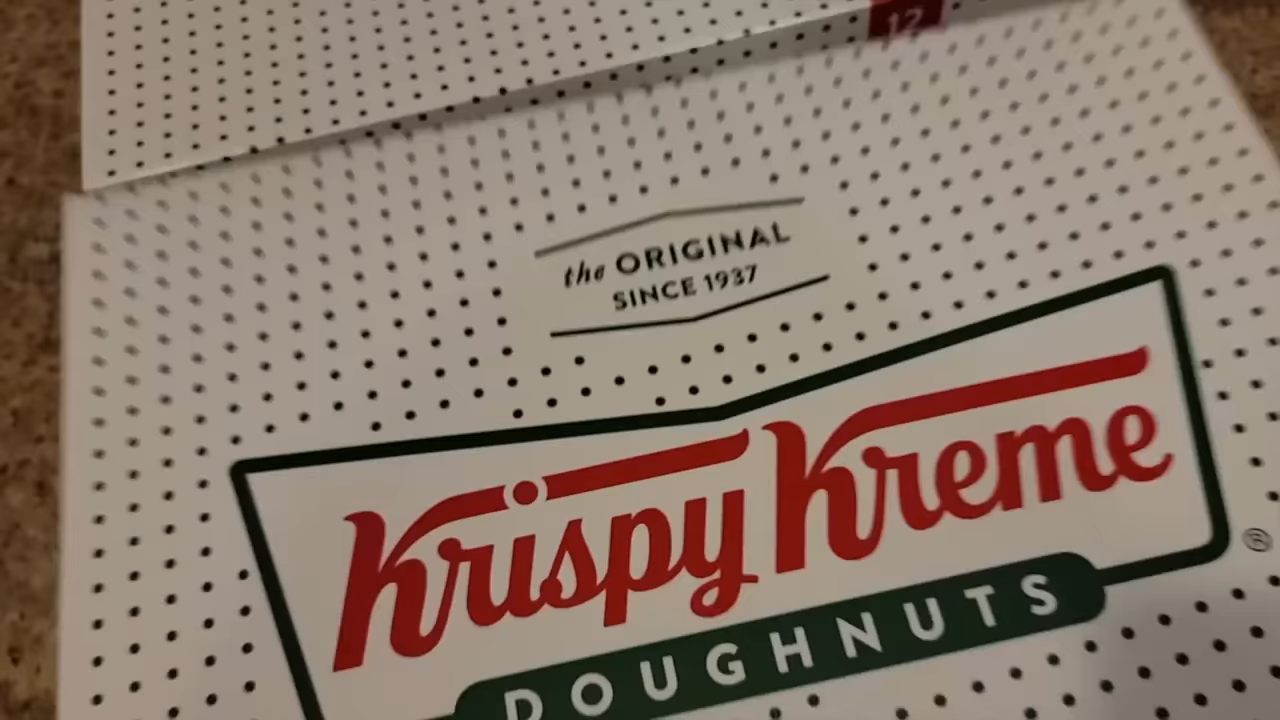 12
the ORIGINAL
SINCE 1937
Krispy Kreme
®
DOUGHNUTS